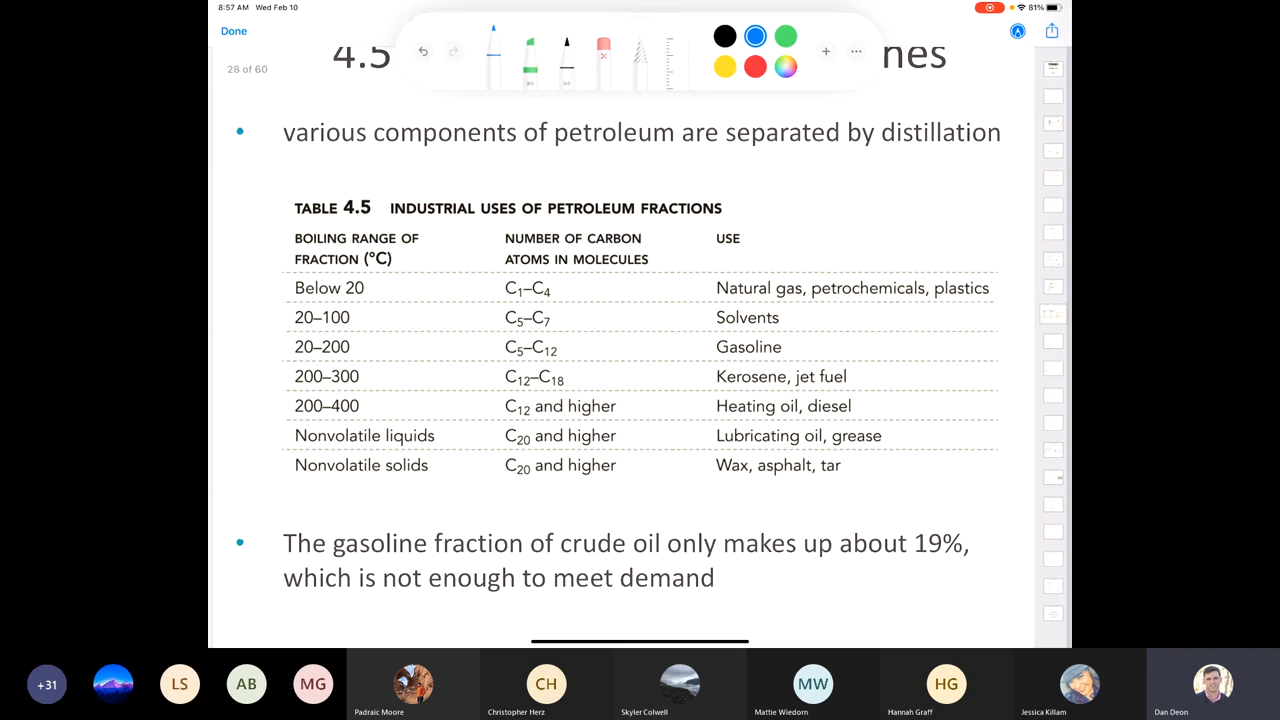 8:57 AM Wed Feb 10
81%
Done
28 of 60
4.5
nes
• various components of petroleum are separated by distillation
TABLE 4.5 INDUSTRIAL USES OF PETROLEUM FRACTIONS
BOILING RANGE OF FRACTION (°C) NUMBER OF CARBON ATOMS IN MOLECULES USE
Below 20 C₁–C₄ Natural gas, petrochemicals, plastics
20–100 C₅–C₇ Solvents
20–200 C₅–C₁₂ Gasoline
200–300 C₁₂–C₁₈ Kerosene, jet fuel
200–400 C₁₂ and higher Heating oil, diesel
Nonvolatile liquids C₂₀ and higher Lubricating oil, grease
Nonvolatile solids C₂₀ and higher Wax, asphalt, tar
• The gasoline fraction of crude oil only makes up about 19%,
which is not enough to meet demand
+31
LS
AB
MG
Padraic Moore
CH
Christopher Herz
Skyler Colwell
MW
Mattie Wiedorn
HG
Hannah Graff
Jessica Killam
Dan Deon